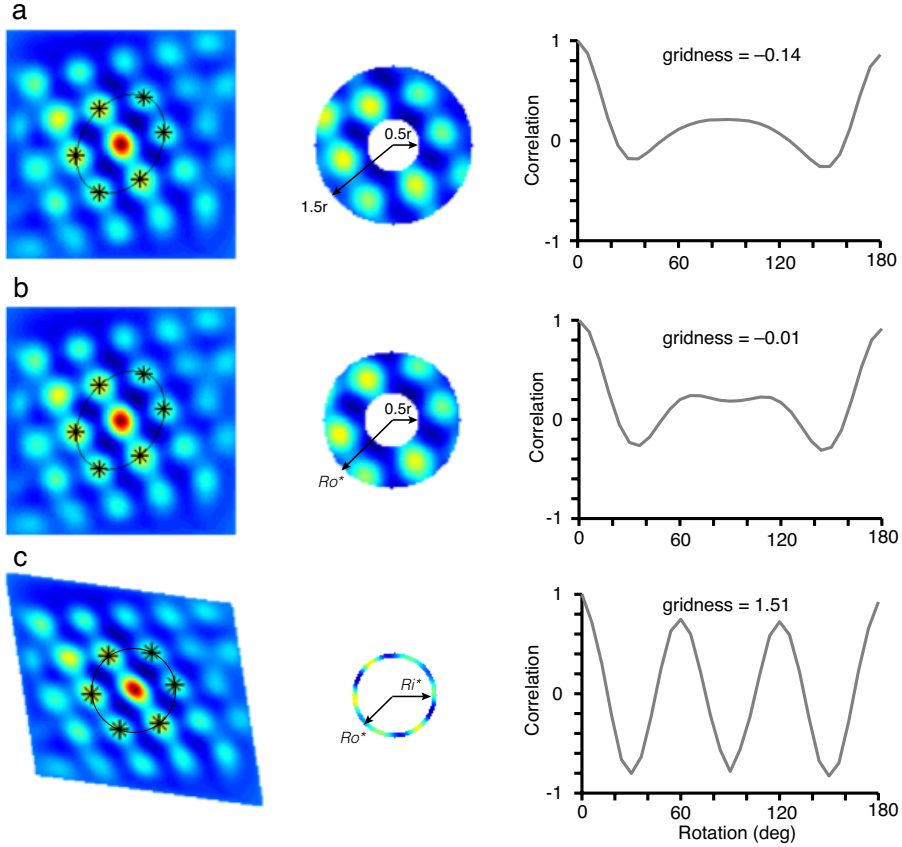 a
0.5r
1.5r
gridness = –0.14
Correlation
1
0
-1
0 60 120 180
b
0.5r
Ro*
gridness = –0.01
Correlation
1
0
-1
0 60 120 180
c
Ri*
Ro*
gridness = 1.51
Correlation
1
0
-1
0 60 120 180
Rotation (deg)